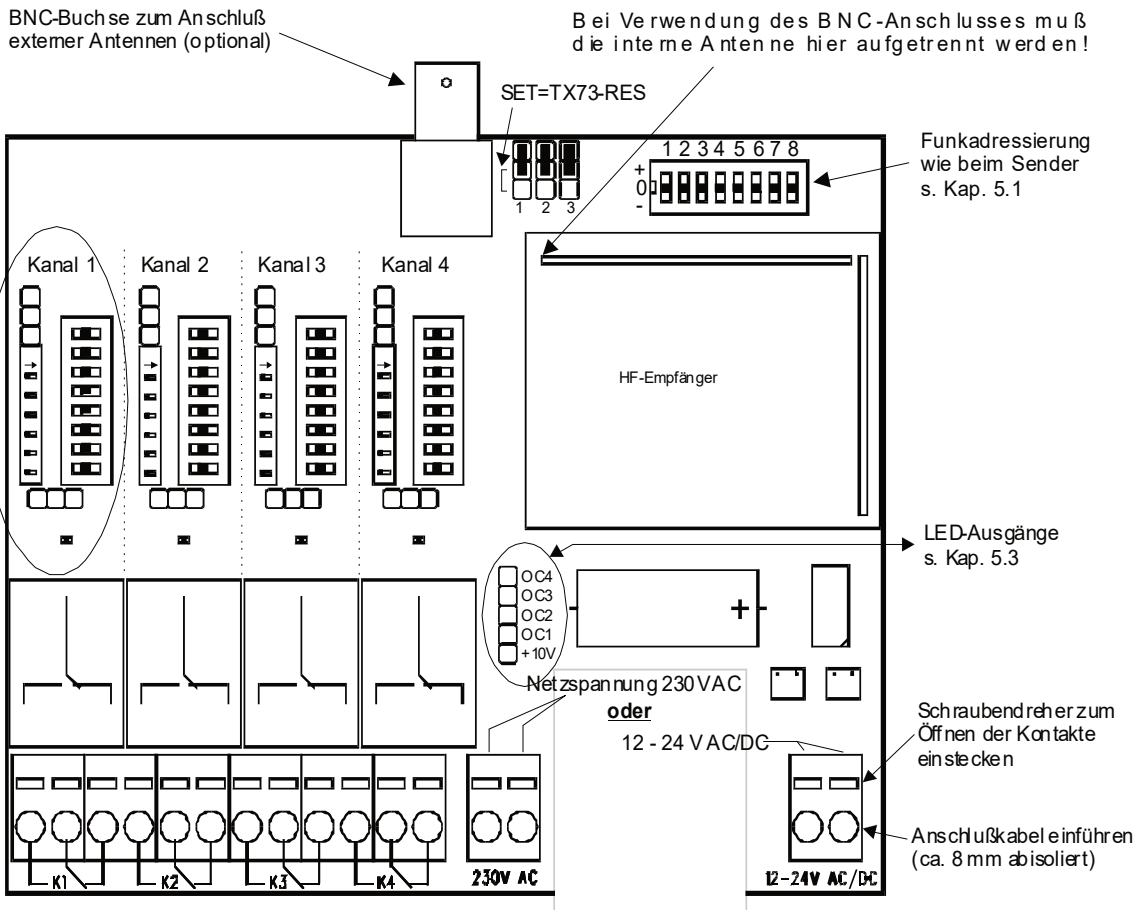 BNC-Buchse zum Anschluß
externer Antennen (optional)
Bei Verwendung des BNC-Anschlusses muß
die interne Antenne hier aufgetrennt werden!
SET=TX73-RES
1 2 3 4 5 6 7 8
+
0
-
1 2 3
Funkadressierung
wie beim Sender
s. Kap. 5.1
Kanal 1
Kanal 2
Kanal 3
Kanal 4
HF-Empfänger
LED-Ausgänge
s. Kap. 5.3
OC4
OC3
OC2
OC1
+10V
+
Netzspannung 230 VAC
oder
12 - 24 V AC/DC
Schraubendreher zum
Öffnen der Kontakte
einstecken
Anschlußkabel einführen
(ca. 8 mm abisoliert)
K1
K2
K3
K4
230V AC
12-24V AC/DC